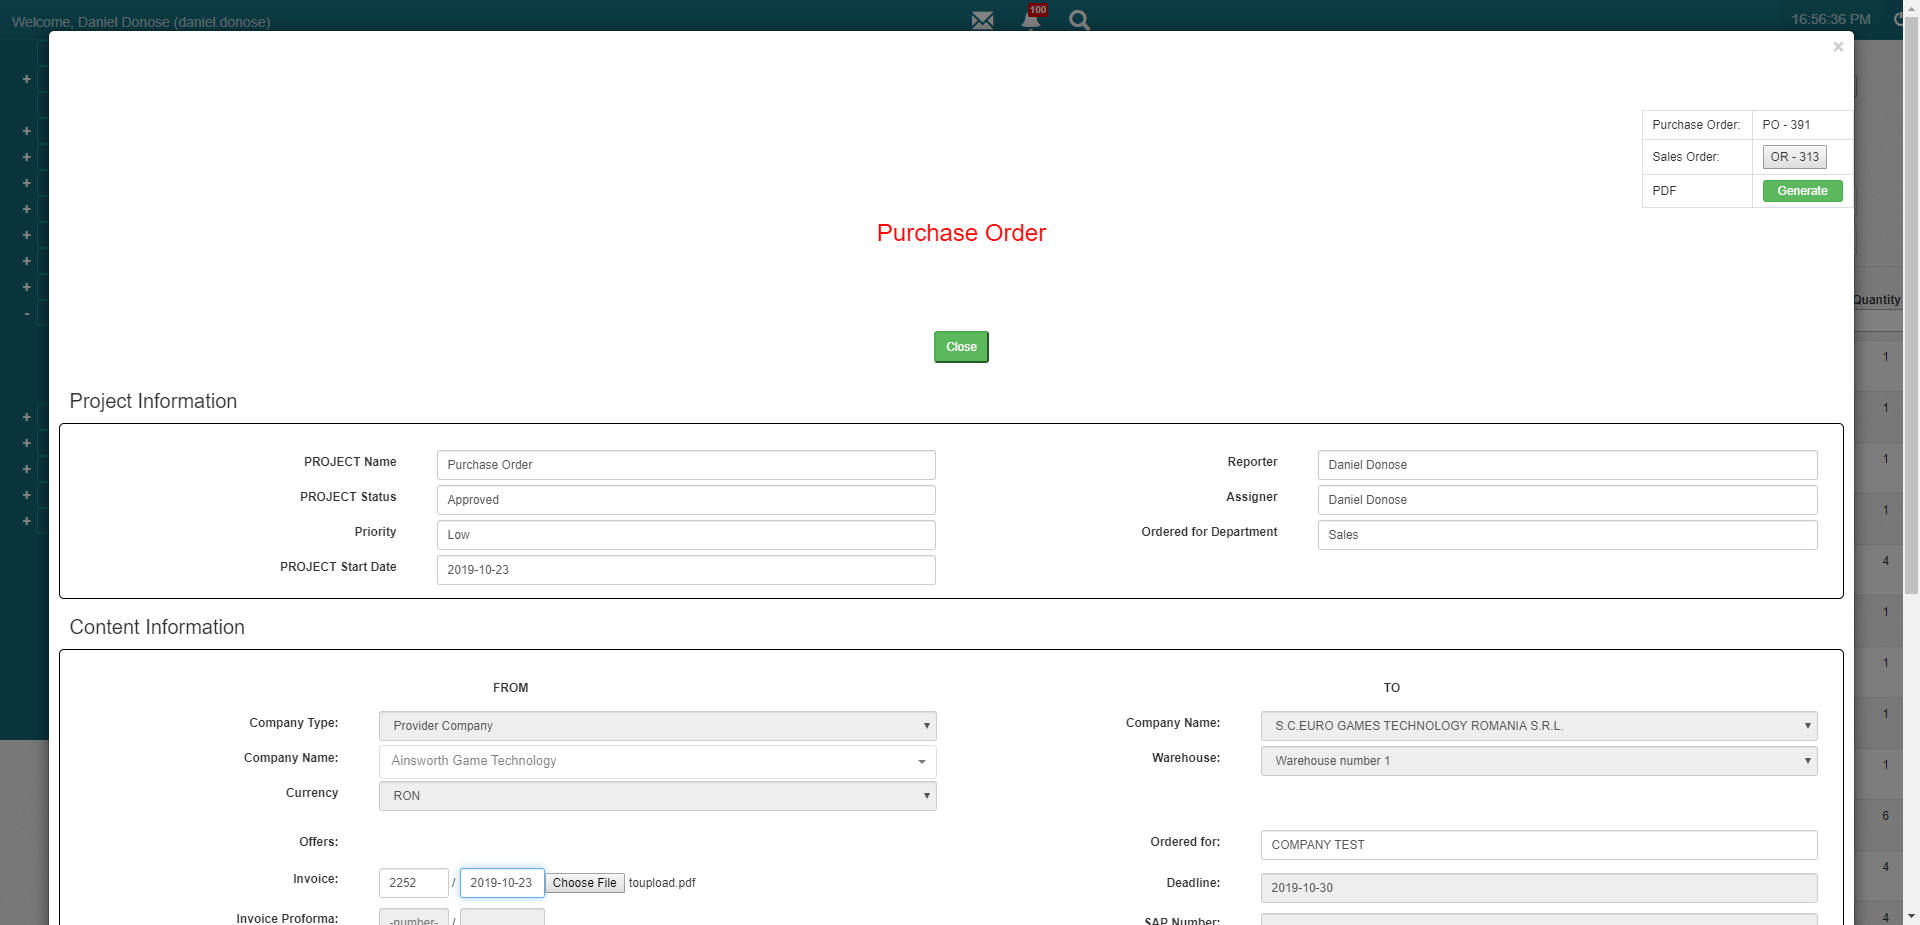 Welcome, Daniel Donose (daniel.donose)
100
16:56:36 PM
×
Purchase Order: PO - 391
Sales Order: OR - 313
PDF Generate
Purchase Order
Close
Project Information
PROJECT Name Purchase Order Reporter Daniel Donose
PROJECT Status Approved Assigner Daniel Donose
Priority Low Ordered for Department Sales
PROJECT Start Date 2019-10-23
Content Information
FROM TO
Company Type: Provider Company Company Name: S.C.EURO GAMES TECHNOLOGY ROMANIA S.R.L.
Company Name: Ainsworth Game Technology Warehouse: Warehouse number 1
Currency RON
Offers: Ordered for: COMPANY TEST
Invoice: 2252 / 2019-10-23 Choose File toupload.pdf Deadline: 2019-10-30
Invoice Proforma: -number- / SAP Number:
Quantity
1
1
1
1
4
1
1
1
1
6
4
4